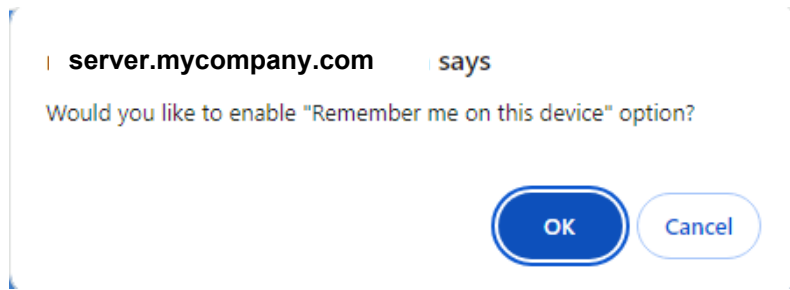 server.mycompany.com says
Would you like to enable "Remember me on this device" option?
OK Cancel